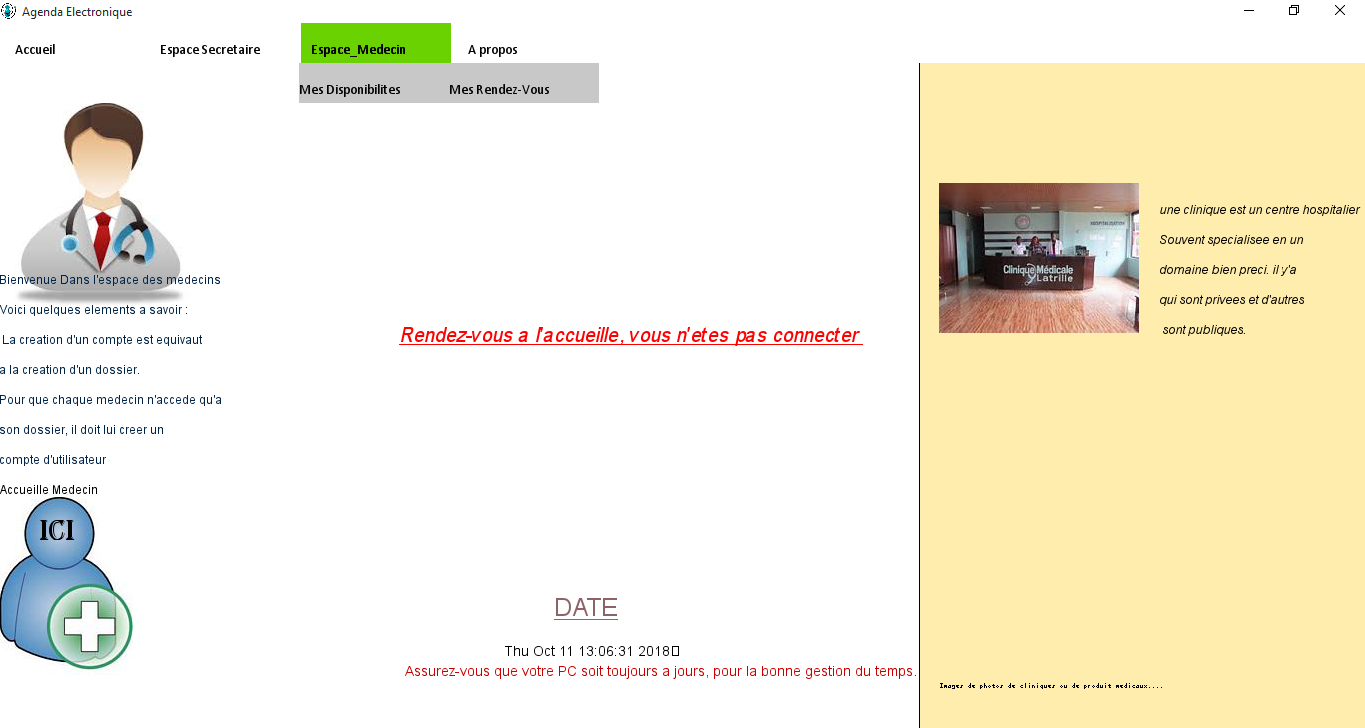 Agenda Electronique
Accueil
Espace Secretaire
Espace_Medecin
A propos
Mes Disponibilites
Mes Rendez-Vous
Bienvenue Dans l'espace des medecins
Voici quelques elements a savoir :
La creation d'un compte est equivaut
a la creation d'un dossier.
Pour que chaque medecin n'accede qu'a
son dossier, il doit lui creer un
compte d'utilisateur
Accueille Medecin
ICI
Rendez-vous a l'accueille, vous n'etes pas connecter
DATE
Thu Oct 11 13:06:31 2018
Assurez-vous que votre PC soit toujours a jours, pour la bonne gestion du temps.
HOSPITALISATION
Clinique Médicale
Latrille
une clinique est un centre hospitalier
Souvent specialisee en un
domaine bien preci. il y'a
qui sont privees et d'autres
sont publiques.
Images de photos de cliniques ou de produit medicaux....